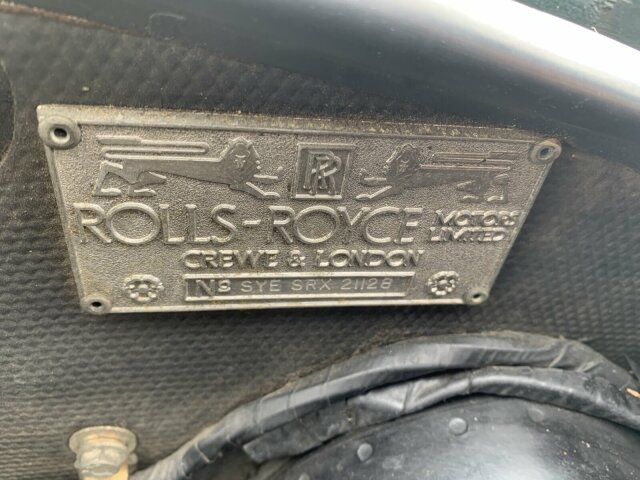 RR
ROLLS-ROYCE MOTORS LIMITED
CREWE & LONDON
No SYE SRX 21128